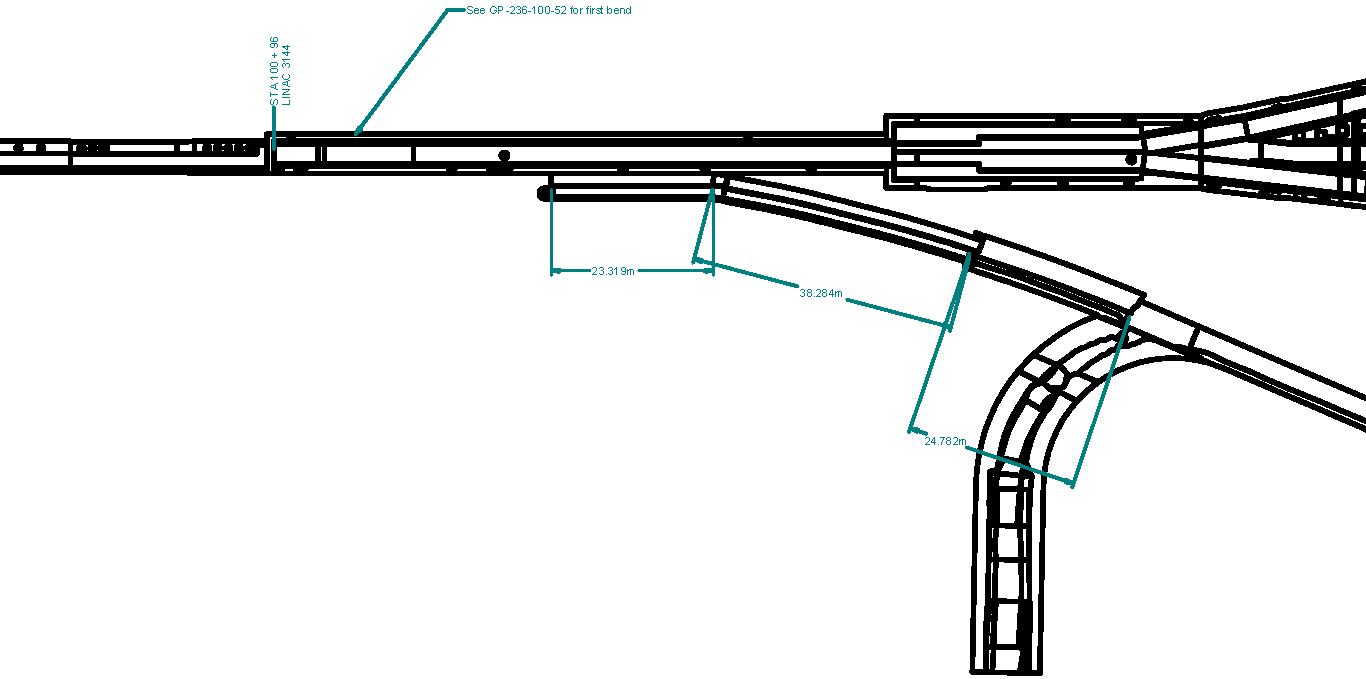 See GP-236-100-52 for first bend
STA 100 + 96
LINAC 3144
23.319m
38.284m
24.782m